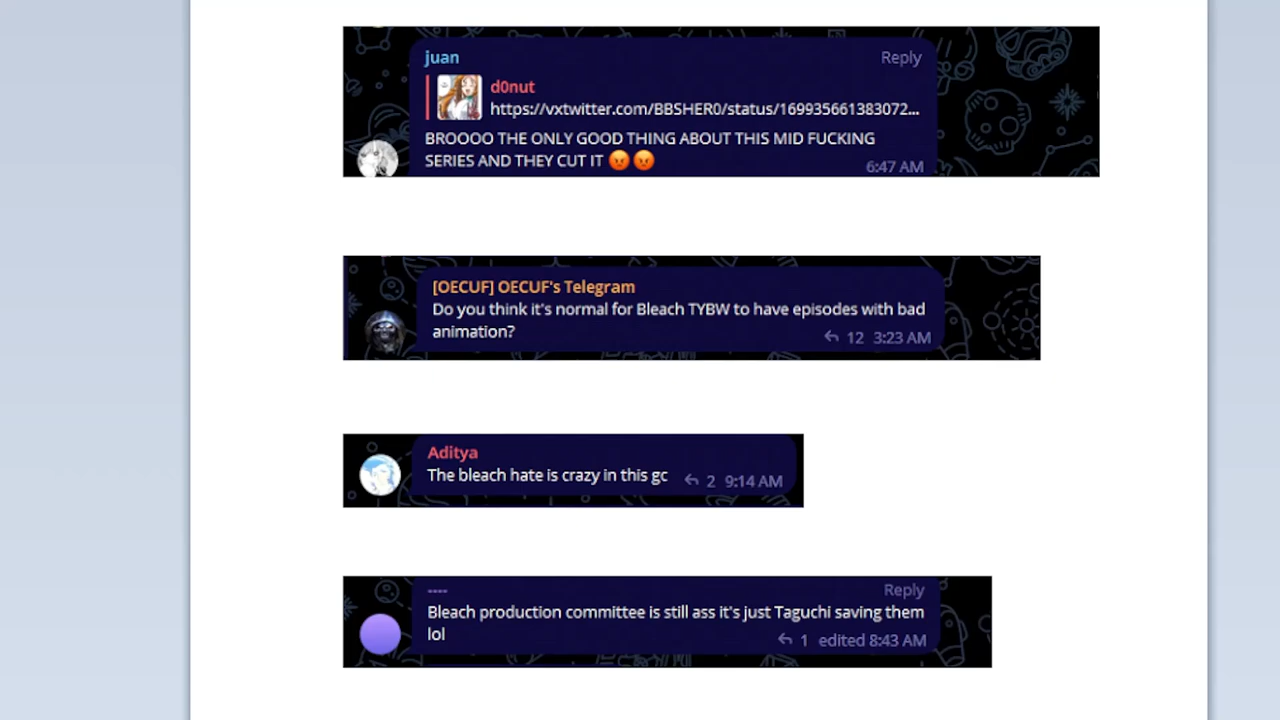 juan
Reply
d0nut
https://vxtwitter.com/BBSHER0/status/169935661383072...
BROOOO THE ONLY GOOD THING ABOUT THIS MID FUCKING
SERIES AND THEY CUT IT 😡😡
6:47 AM
[OECUF] OECUF's Telegram
Do you think it's normal for Bleach TYBW to have episodes with bad
animation?
12 3:23 AM
Aditya
The bleach hate is crazy in this gc
2 9:14 AM
----
Reply
Bleach production committee is still ass it's just Taguchi saving them
lol
1 edited 8:43 AM